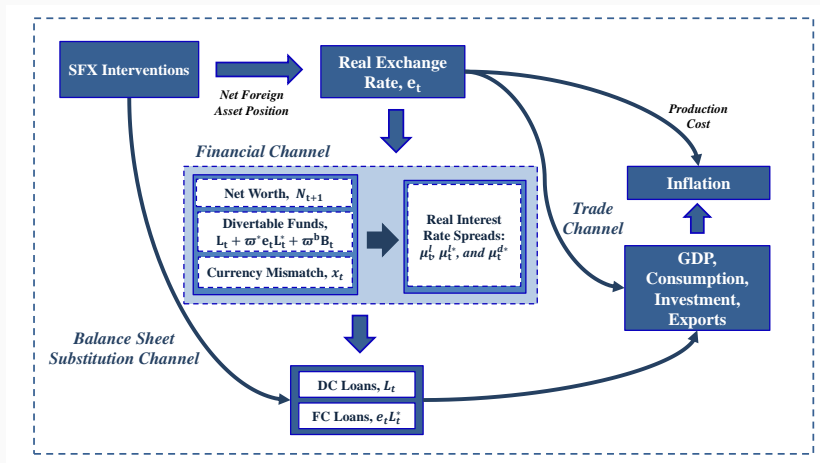 SFX Interventions
Net Foreign
Asset Position
Real Exchange
Rate, eₜ
Production
Cost
Financial Channel
Net Worth, Nₜ₊₁
Divertable Funds,
Lₜ + ϖ*eₜLₜ* + ϖᵇBₜ
Currency Mismatch, xₜ
Real Interest
Rate Spreads:
μₜˡ, μₜˡ*, and μₜᵈ*
Inflation
Trade
Channel
GDP,
Consumption,
Investment,
Exports
Balance Sheet
Substitution Channel
DC Loans, Lₜ
FC Loans, eₜLₜ*